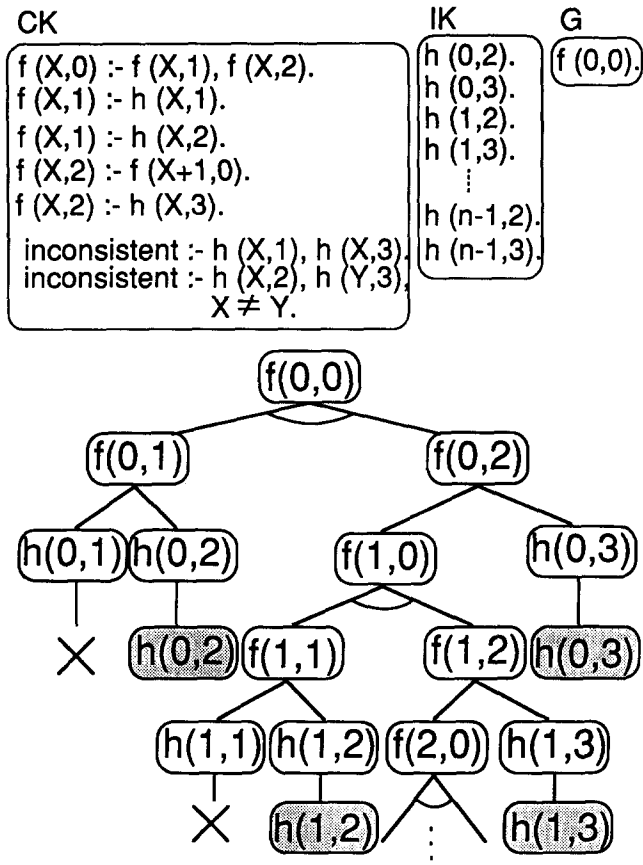 CK
IK
G
f (X,0) :- f (X,1), f (X,2).
f (X,1) :- h (X,1).
f (X,1) :- h (X,2).
f (X,2) :- f (X+1,0).
f (X,2) :- h (X,3).
inconsistent :- h (X,1), h (X,3).
inconsistent :- h (X,2), h (Y,3),
X ≠ Y.
h (0,2).
h (0,3).
h (1,2).
h (1,3).
h (n-1,2).
h (n-1,3).
f (0,0).
f(0,0)
f(0,1) f(0,2)
h(0,1) h(0,2) f(1,0) h(0,3)
h(0,2) f(1,1) f(1,2) h(0,3)
h(1,1) h(1,2) f(2,0) h(1,3)
h(1,2) h(1,3)